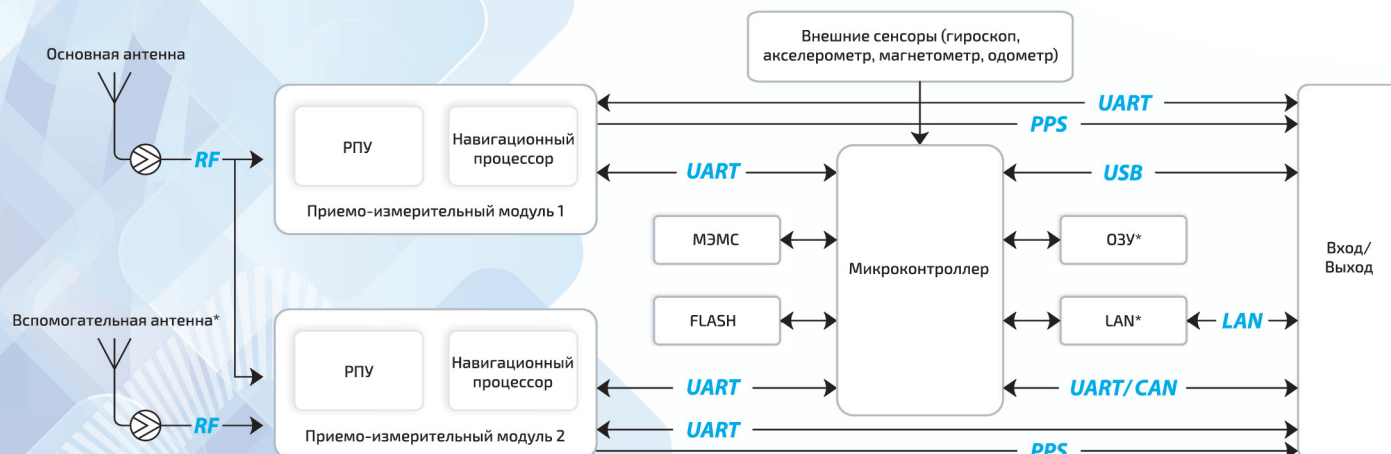 Внешние сенсоры (гироскоп,
акселерометр, магнетометр, одометр)
Основная антенна
UART
PPS
РПУ
Навигационный
процессор
RF
UART
USB
Приемо-измерительный модуль 1
МЭМС
ОЗУ*
Микроконтроллер
Вход/
Выход
Вспомогательная антенна*
FLASH
LAN*
LAN
РПУ
Навигационный
процессор
UART
UART/CAN
RF
UART
Приемо-измерительный модуль 2
PPS